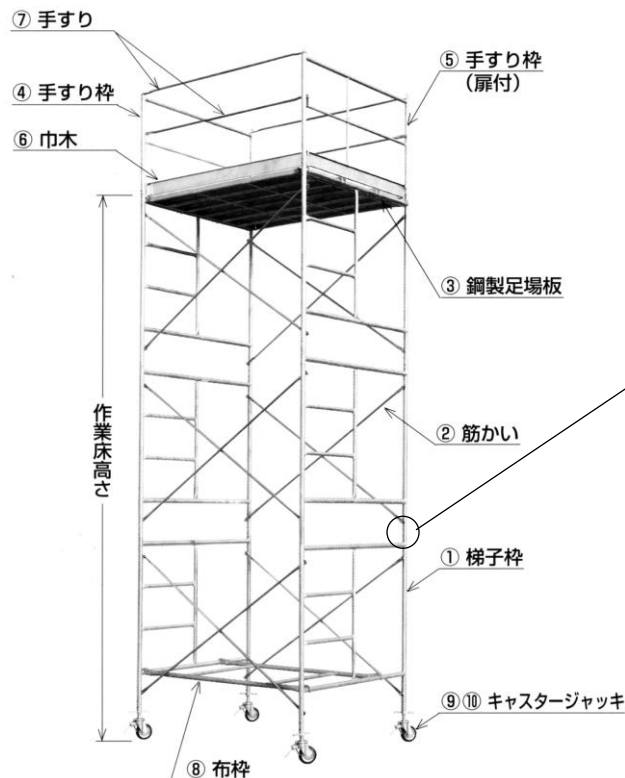 ⑦ 手すり
④ 手すり枠
⑤ 手すり枠
(扉付)
⑥ 巾木
③ 鋼製足場板
② 筋かい
作業床高さ
① 梯子枠
⑨⑩ キャスタージャッキ
⑧ 布枠